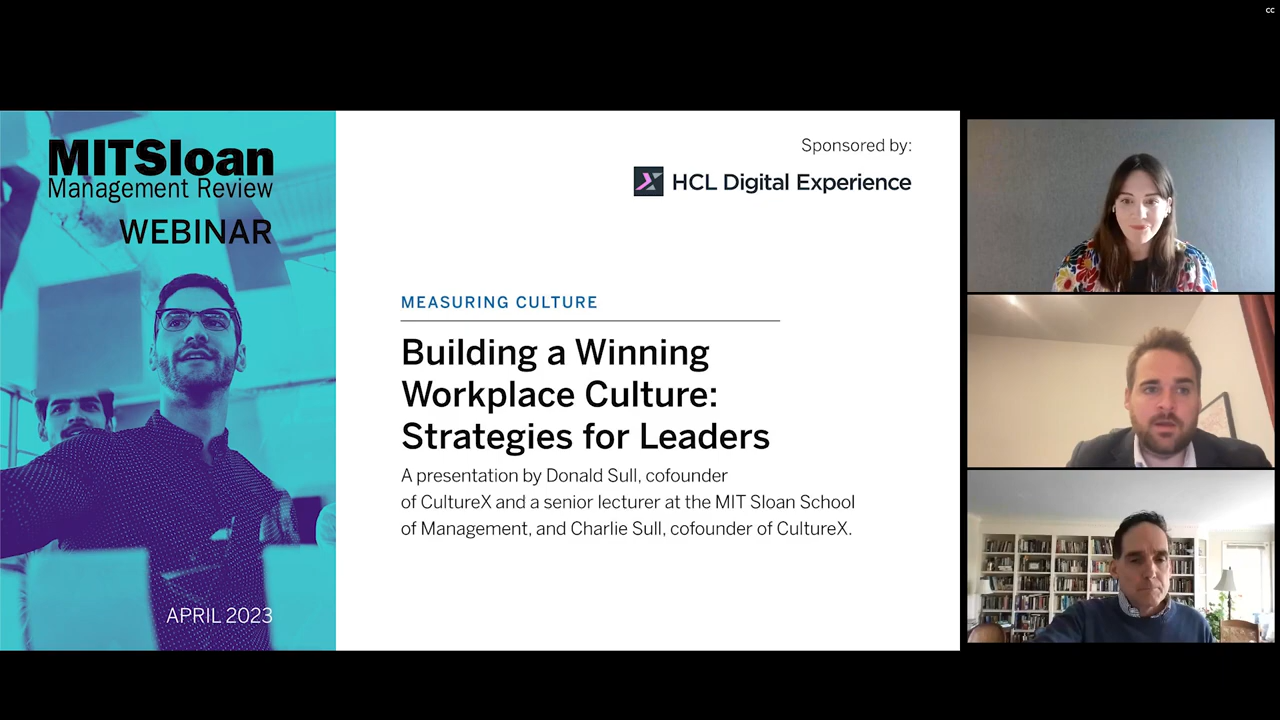 CC
MITSloan
Management Review
WEBINAR
APRIL 2023
Sponsored by:
HCL Digital Experience
MEASURING CULTURE
Building a Winning
Workplace Culture:
Strategies for Leaders
A presentation by Donald Sull, cofounder
of CultureX and a senior lecturer at the MIT Sloan School
of Management, and Charlie Sull, cofounder of CultureX.